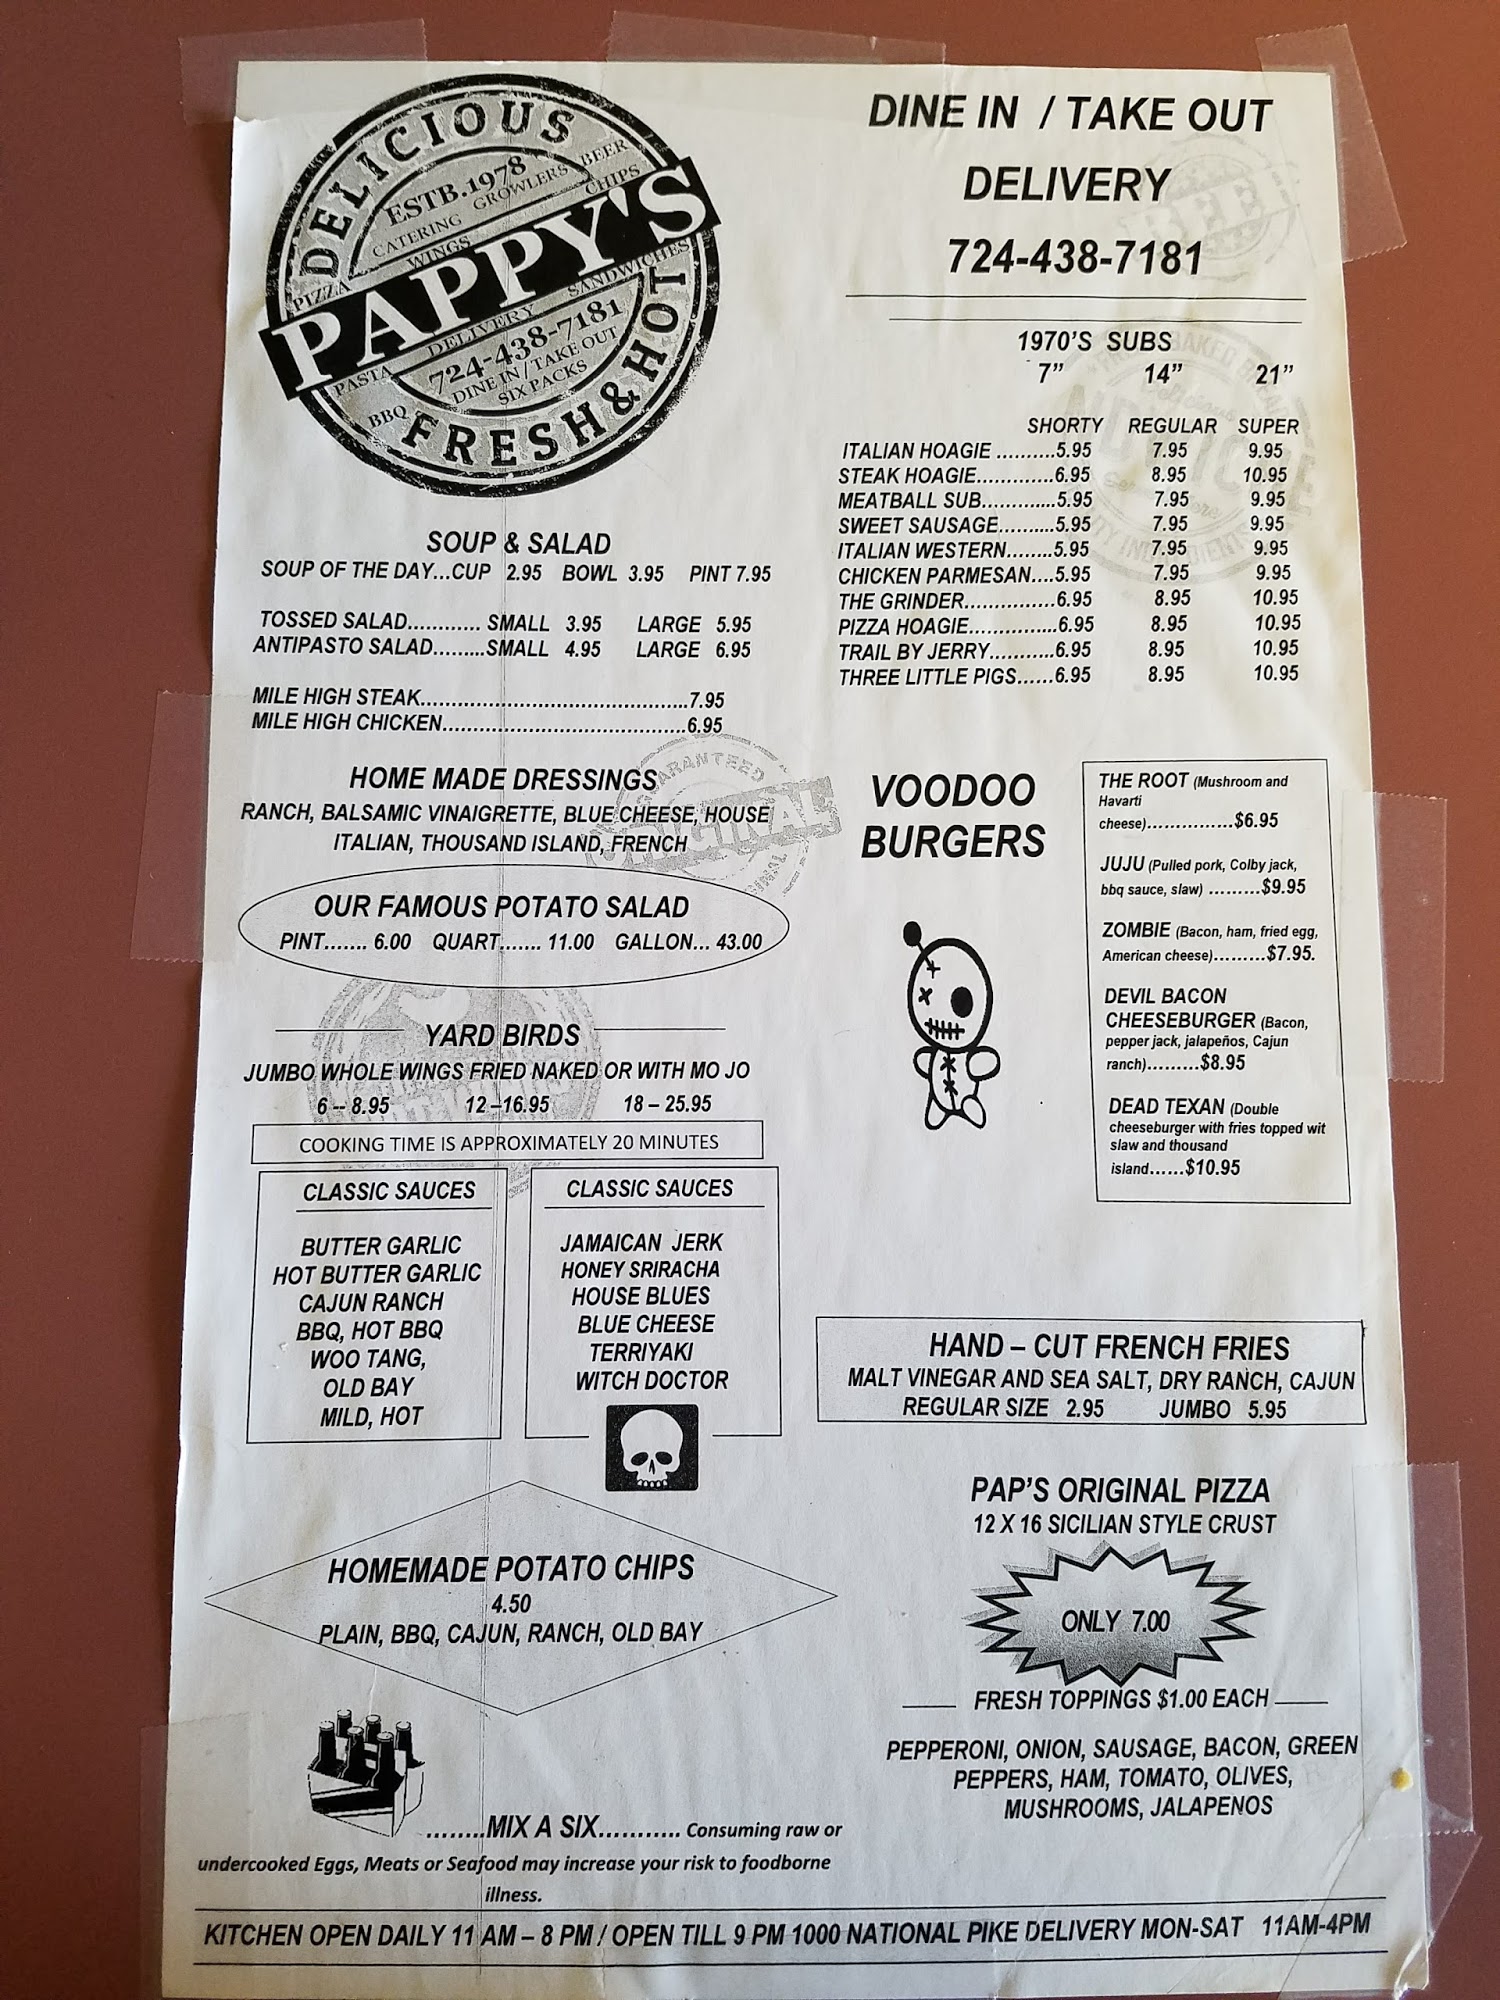 DELICIOUS
ESTB. 1978
CATERING GROWLERS BEER
WINGS CHIPS
PIZZA
PAPPY'S
SANDWICHES
DELIVERY
PASTA
724-438-7181
DINE IN / TAKE OUT
SIX PACKS
BBQ
FRESH & HOT
SOUP & SALAD
SOUP OF THE DAY...CUP 2.95 BOWL 3.95 PINT 7.95
TOSSED SALAD............ SMALL 3.95 LARGE 5.95
ANTIPASTO SALAD.........SMALL 4.95 LARGE 6.95
MILE HIGH STEAK.............................................7.95
MILE HIGH CHICKEN.........................................6.95
HOME MADE DRESSINGS
RANCH, BALSAMIC VINAIGRETTE, BLUE CHEESE, HOUSE
ITALIAN, THOUSAND ISLAND, FRENCH
GUARANTEED
ORIGINAL
OUR FAMOUS POTATO SALAD
PINT....... 6.00 QUART....... 11.00 GALLON... 43.00
YARD BIRDS
JUMBO WHOLE WINGS FRIED NAKED OR WITH MO JO
6 -- 8.95 12 –16.95 18 – 25.95
COOKING TIME IS APPROXIMATELY 20 MINUTES
CLASSIC SAUCES
BUTTER GARLIC
HOT BUTTER GARLIC
CAJUN RANCH
BBQ, HOT BBQ
WOO TANG,
OLD BAY
MILD, HOT
CLASSIC SAUCES
JAMAICAN JERK
HONEY SRIRACHA
HOUSE BLUES
BLUE CHEESE
TERRIYAKI
WITCH DOCTOR
HOMEMADE POTATO CHIPS
4.50
PLAIN, BBQ, CAJUN, RANCH, OLD BAY
........MIX A SIX........... Consuming raw or
undercooked Eggs, Meats or Seafood may increase your risk to foodborne
illness.
DINE IN / TAKE OUT
DELIVERY
724-438-7181
BEE
1970'S SUBS
7” 14” 21”
SHORTY REGULAR SUPER
ITALIAN HOAGIE ..........5.95 7.95 9.95
STEAK HOAGIE.............6.95 8.95 10.95
MEATBALL SUB............5.95 7.95 9.95
SWEET SAUSAGE.........5.95 7.95 9.95
ITALIAN WESTERN........5.95 7.95 9.95
CHICKEN PARMESAN....5.95 7.95 9.95
THE GRINDER...............6.95 8.95 10.95
PIZZA HOAGIE..............6.95 8.95 10.95
TRAIL BY JERRY...........6.95 8.95 10.95
THREE LITTLE PIGS......6.95 8.95 10.95
VOODOO
BURGERS
THE ROOT (Mushroom and
Havarti
cheese)...............$6.95
JUJU (Pulled pork, Colby jack,
bbq sauce, slaw) .........$9.95
ZOMBIE (Bacon, ham, fried egg,
American cheese).........$7.95.
DEVIL BACON
CHEESEBURGER (Bacon,
pepper jack, jalapeños, Cajun
ranch).........$8.95
DEAD TEXAN (Double
cheeseburger with fries topped wit
slaw and thousand
island......$10.95
HAND – CUT FRENCH FRIES
MALT VINEGAR AND SEA SALT, DRY RANCH, CAJUN
REGULAR SIZE 2.95 JUMBO 5.95
PAP'S ORIGINAL PIZZA
12 X 16 SICILIAN STYLE CRUST
ONLY 7.00
FRESH TOPPINGS $1.00 EACH
PEPPERONI, ONION, SAUSAGE, BACON, GREEN
PEPPERS, HAM, TOMATO, OLIVES,
MUSHROOMS, JALAPENOS
KITCHEN OPEN DAILY 11 AM – 8 PM / OPEN TILL 9 PM 1000 NATIONAL PIKE DELIVERY MON-SAT 11AM-4PM